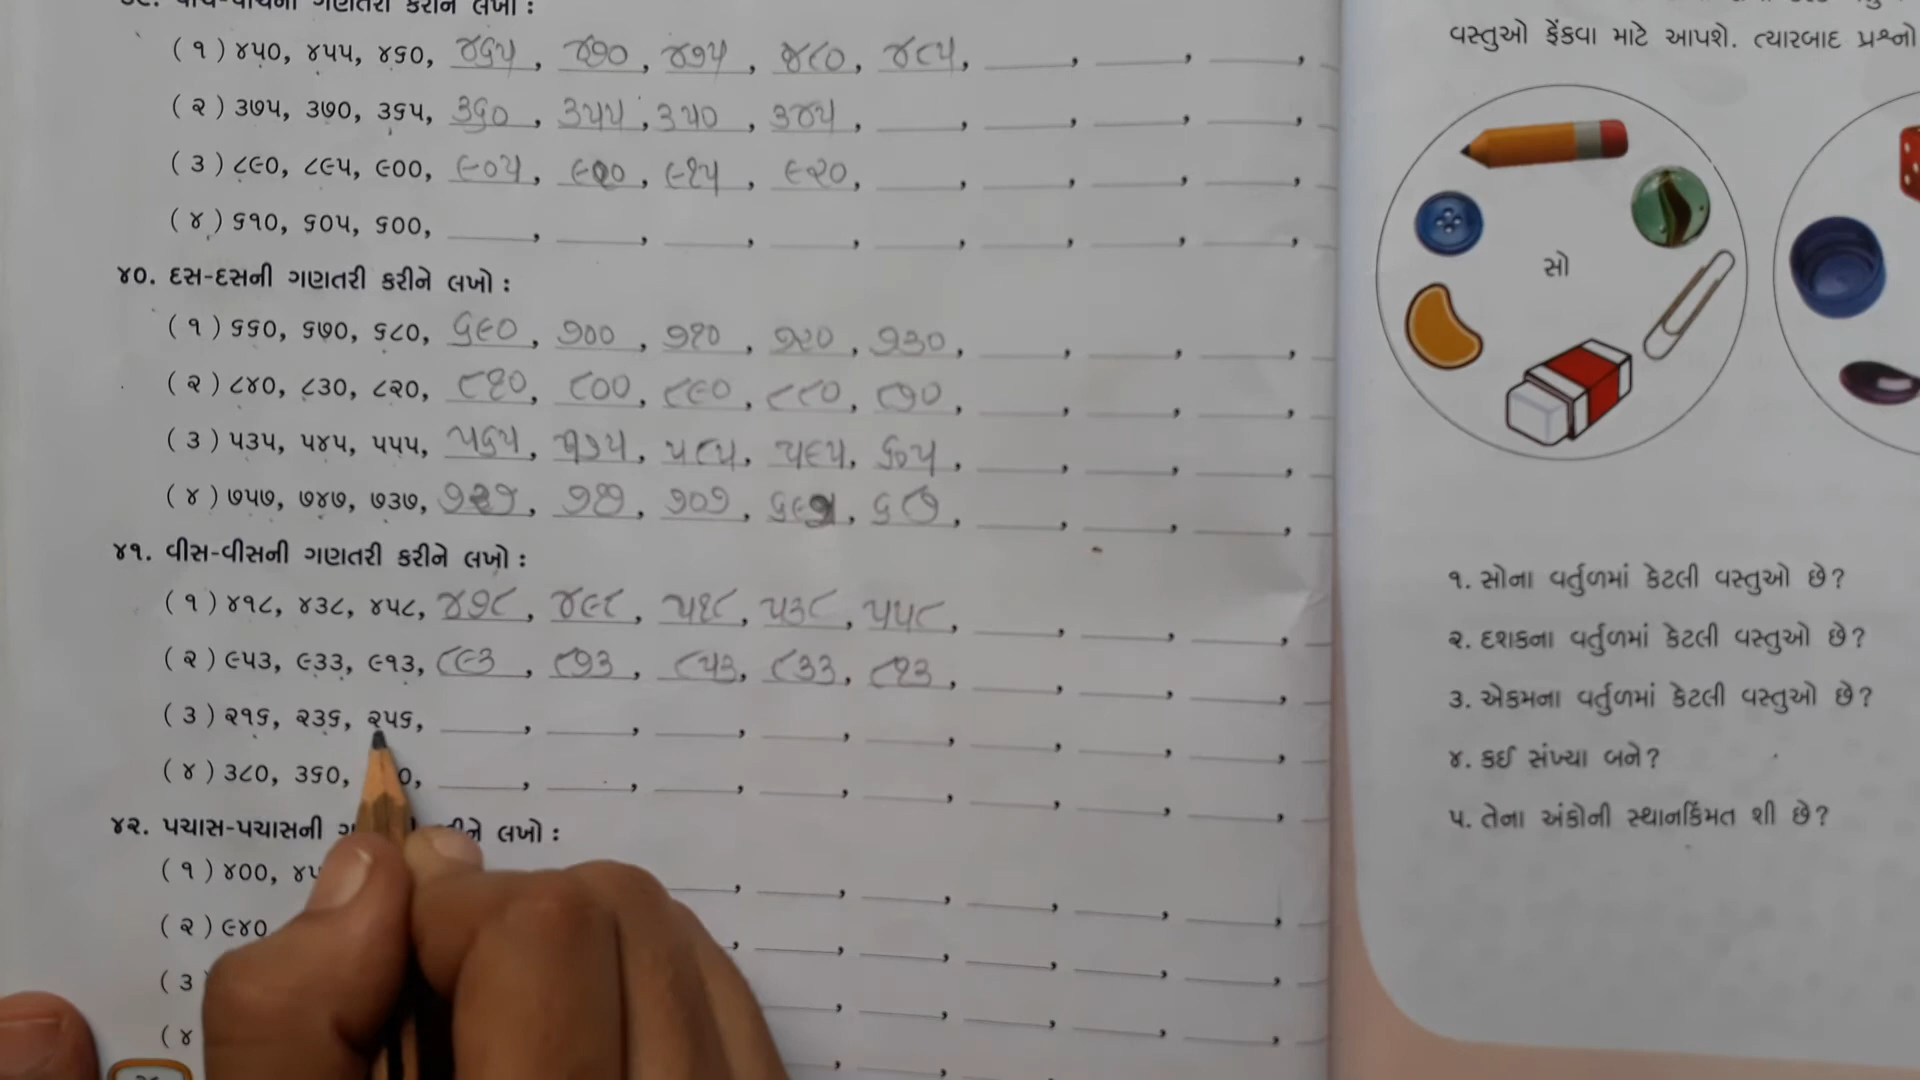 ૩૯. પાંચ-પાંચની ગણતરી કરીને લખો :
(૧) ૪૫૦, ૪૫૫, ૪૬૦, ૪૬૫, ૪૭૦, ૪૭૫, ૪૮૦, ૪૮૫,
(૨) ૩૭૫, ૩૭૦, ૩૬૫, ૩૬૦, ૩૫૫, ૩૫૦, ૩૪૫,
(૩) ૮૯૦, ૮૯૫, ૯૦૦, ૯૦૫, ૯૧૦, ૯૧૫, ૯૨૦,
(૪) ૬૧૦, ૬૦૫, ૬૦૦,
૪૦. દસ-દસની ગણતરી કરીને લખો :
(૧) ૬૬૦, ૬૭૦, ૬૮૦, ૬૯૦, ૭૦૦, ૭૧૦, ૭૨૦, ૭૩૦,
(૨) ૮૪૦, ૮૩૦, ૮૨૦, ૮૧૦, ૮૦૦, ૮૯૦, ૮૮૦, ૮૭૦,
(૩) ૫૩૫, ૫૪૫, ૫૫૫, ૫૬૫, ૫૭૫, ૫૮૫, ૫૯૫, ૬૦૫,
(૪) ૭૫૭, ૭૪૭, ૭૩૭, ૭૨૭, ૭૧૭, ૭૦૭, ૬૯૭, ૬૮૭,
૪૧. વીસ-વીસની ગણતરી કરીને લખો :
(૧) ૪૧૮, ૪૩૮, ૪૫૮, ૪૭૮, ૪૯૮, ૫૧૮, ૫૩૮, ૫૫૮,
(૨) ૯૫૩, ૯૩૩, ૯૧૩, ૮૯૩, ૮૭૩, ૮૫૩, ૮૩૩, ૮૧૩,
(૩) ૨૧૬, ૨૩૬, ૨૫૬,
(૪) ૩૮૦, ૩૬૦,
૪૨. પચાસ-પચાસની લખો :
(૧) ૪૦૦,
(૨) ૯૪૦
(૩
(૪
વસ્તુઓ ફેંકવા માટે આપશે. ત્યારબાદ પ્રશ્નો
સો
૧. સોના વર્તુળમાં કેટલી વસ્તુઓ છે?
૨. દશકના વર્તુળમાં કેટલી વસ્તુઓ છે?
૩. એકમના વર્તુળમાં કેટલી વસ્તુઓ છે?
૪. કઈ સંખ્યા બને?
૫. તેના અંકોની સ્થાનકિંમત શી છે?